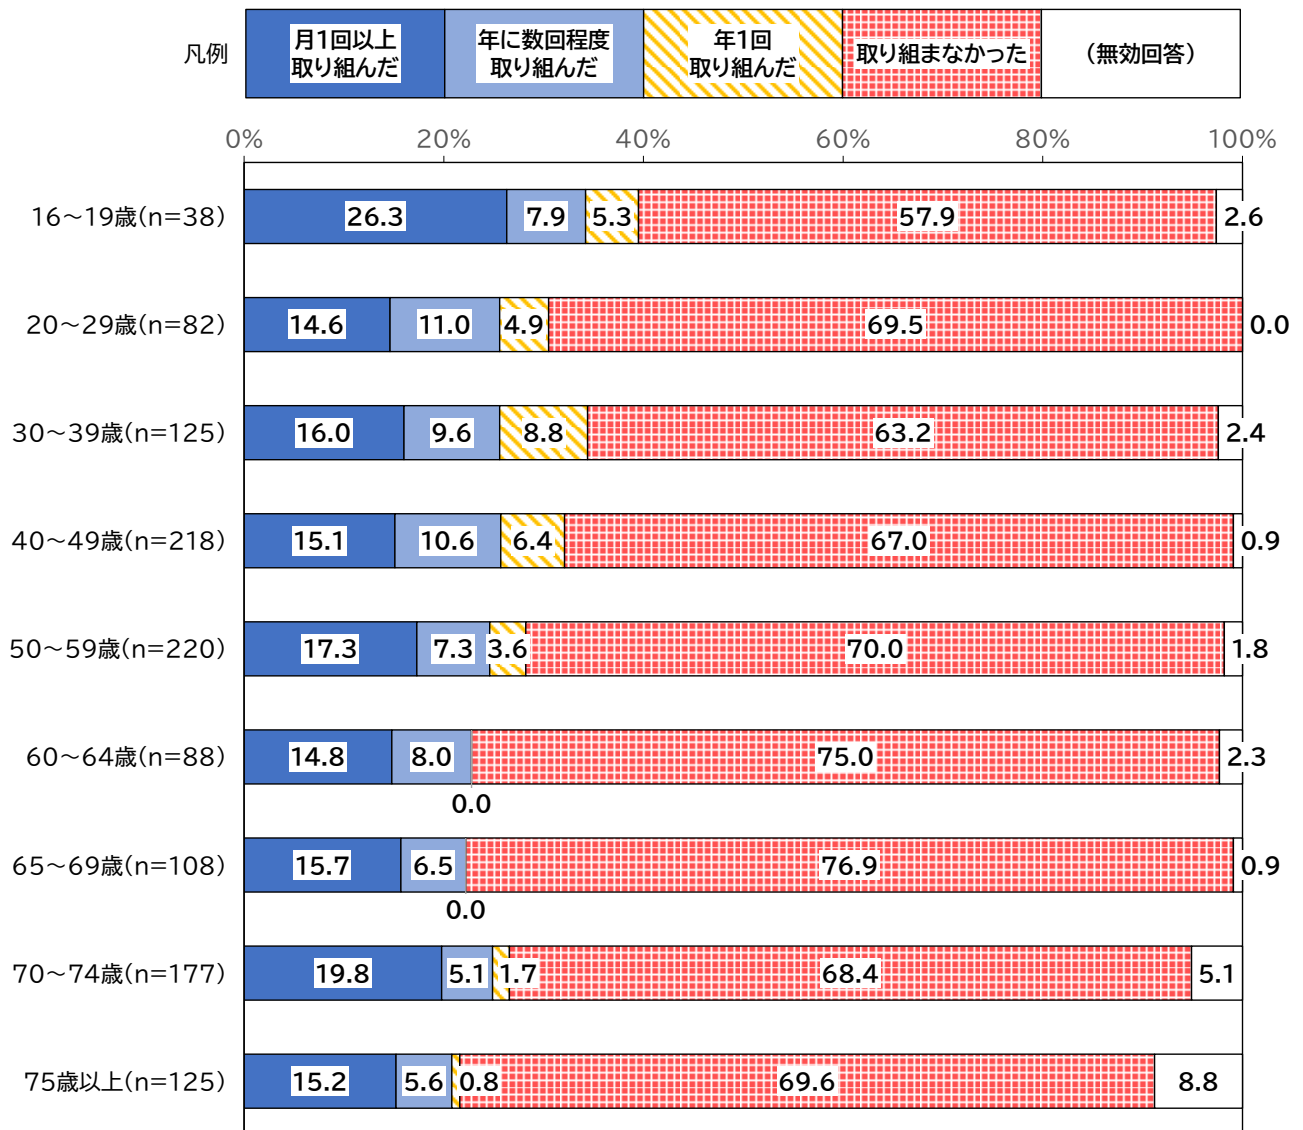 凡例
月1回以上
取り組んだ
年に数回程度
取り組んだ
年1回
取り組んだ
取り組まなかった
（無効回答）
0% 20% 40% 60% 80% 100%
16～19歳(n=38) 26.3 7.9 5.3 57.9 2.6
20～29歳(n=82) 14.6 11.0 4.9 69.5 0.0
30～39歳(n=125) 16.0 9.6 8.8 63.2 2.4
40～49歳(n=218) 15.1 10.6 6.4 67.0 0.9
50～59歳(n=220) 17.3 7.3 3.6 70.0 1.8
60～64歳(n=88) 14.8 8.0 75.0 2.3
0.0
65～69歳(n=108) 15.7 6.5 76.9 0.9
0.0
70～74歳(n=177) 19.8 5.1 1.7 68.4 5.1
75歳以上(n=125) 15.2 5.6 0.8 69.6 8.8